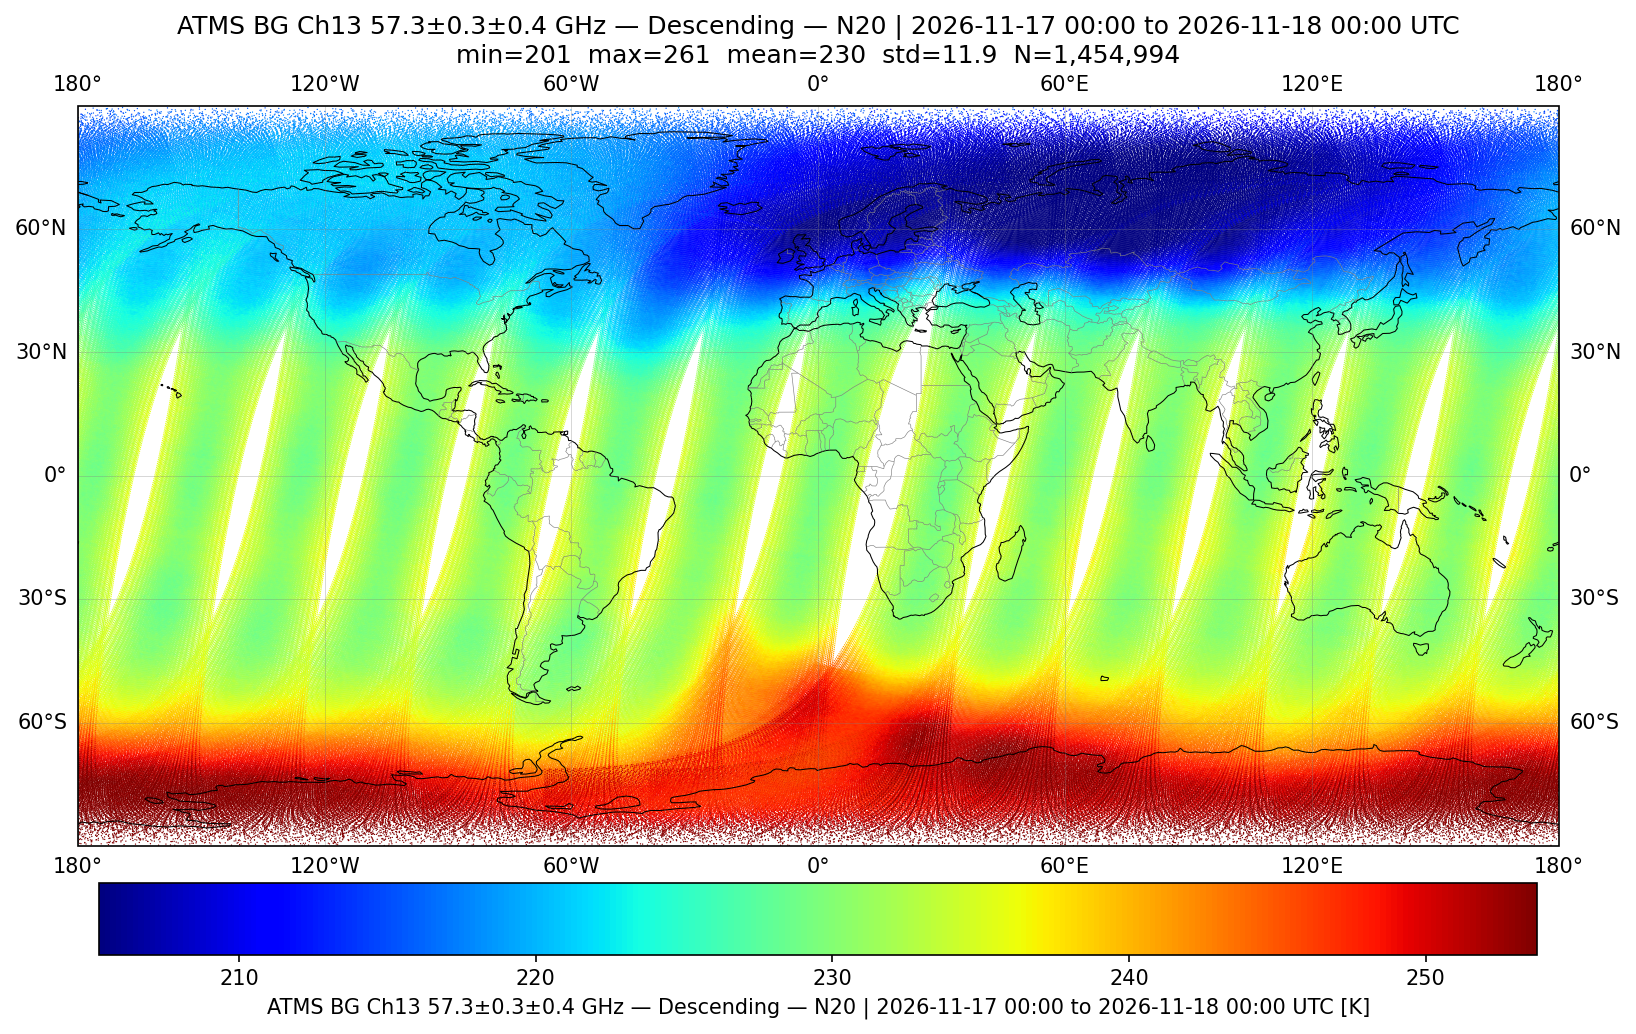 ATMS BG Ch13 57.3±0.3±0.4 GHz — Descending — N20 | 2026-11-17 00:00 to 2026-11-18 00:00 UTC
min=201 max=261 mean=230 std=11.9 N=1,454,994
180° 120°W 60°W 0° 60°E 120°E 180°
60°N 60°N
30°N 30°N
0° 0°
30°S 30°S
60°S 60°S
180° 120°W 60°W 0° 60°E 120°E 180°
210 220 230 240 250
ATMS BG Ch13 57.3±0.3±0.4 GHz — Descending — N20 | 2026-11-17 00:00 to 2026-11-18 00:00 UTC [K]